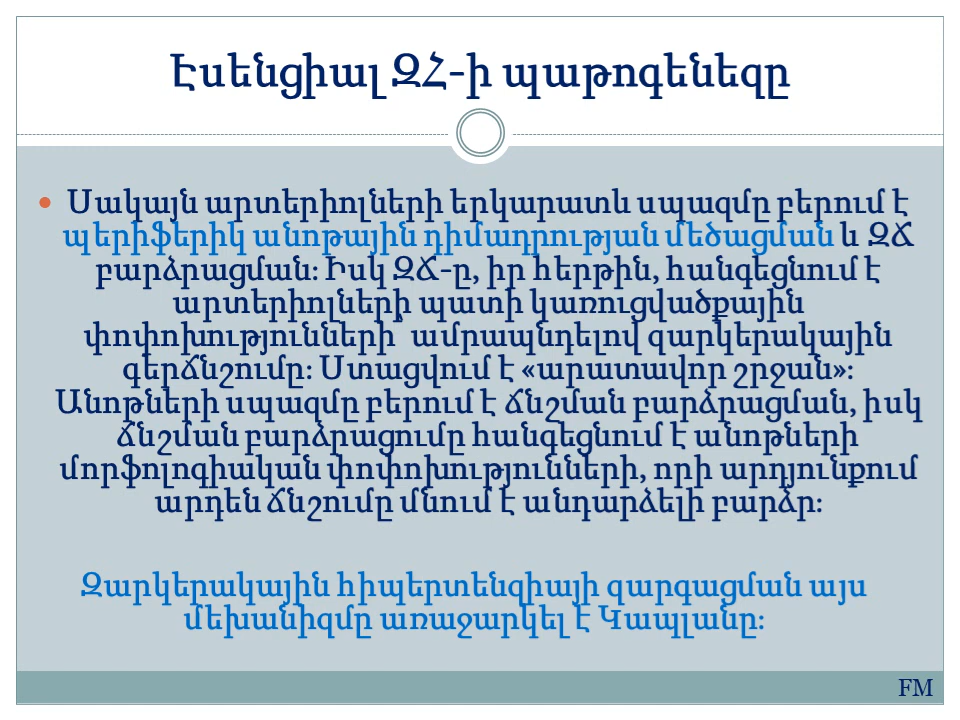 Էսենցիալ ԶՀ-ի պաթոգենեզը
• Սակայն արտերիոլների երկարատև սպազմը բերում է
պերիֆերիկ անոթային դիմադրության մեծացման և ԶՃ
բարձրացման: Իսկ ԶՃ-ը, իր հերթին, հանգեցնում է
արտերիոլների պատի կառուցվածքային
փոփոխությունների՝ ամրապնդելով զարկերակային
գերճնշումը: Ստացվում է «արատավոր շրջան»:
Անոթների սպազմը բերում է ճնշման բարձրացման, իսկ
ճնշման բարձրացումը հանգեցնում է անոթների
մորֆոլոգիական փոփոխությունների, որի արդյունքում
արդեն ճնշումը մնում է անդարձելի բարձր:
Զարկերակային հիպերտենզիայի զարգացման այս
մեխանիզմը առաջարկել է Կապլանը:
FM